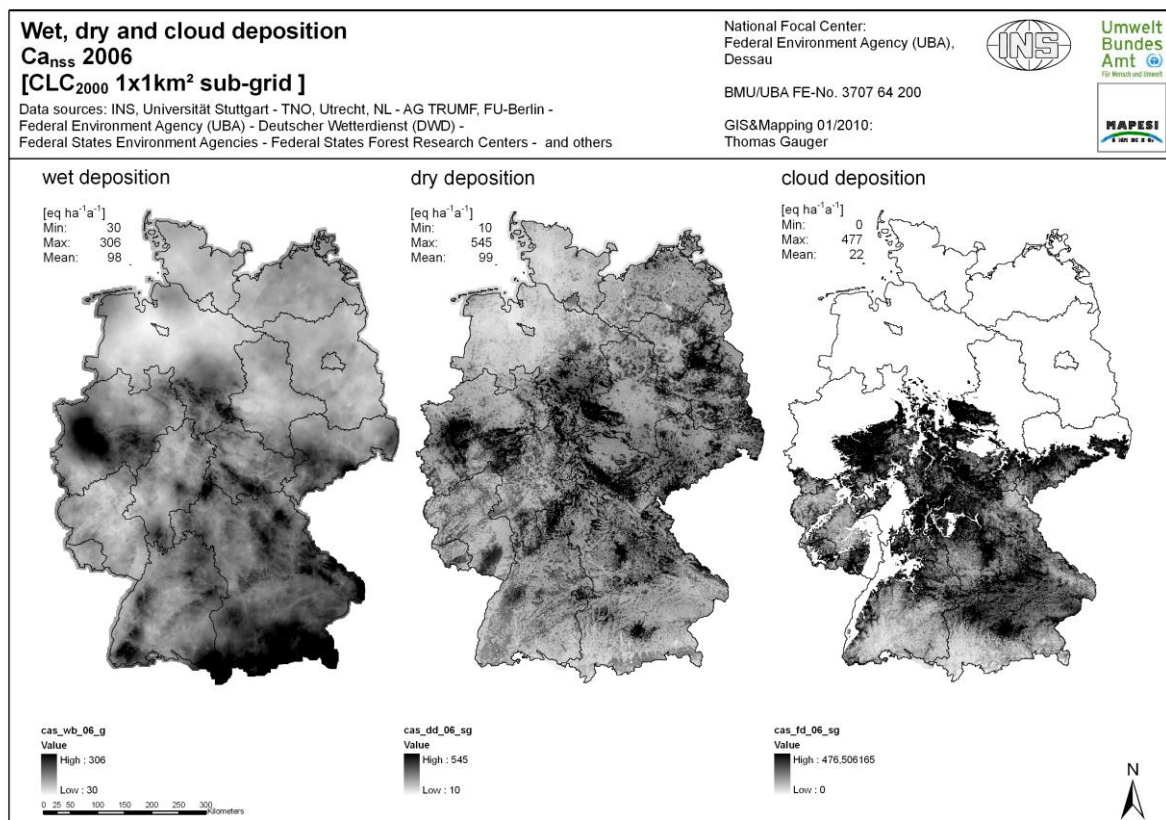 Wet, dry and cloud deposition
Canss 2006
[CLC2000 1x1km² sub-grid ]
Data sources: INS, Universität Stuttgart - TNO, Utrecht, NL - AG TRUMF, FU-Berlin -
Federal Environment Agency (UBA) - Deutscher Wetterdienst (DWD) -
Federal States Environment Agencies - Federal States Forest Research Centers - and others
National Focal Center:
Federal Environment Agency (UBA),
Dessau
BMU/UBA FE-No. 3707 64 200
GIS&Mapping 01/2010:
Thomas Gauger
INS
Umwelt
Bundes
Amt
Für Mensch und Umwelt
MAPESI
wet deposition
[eq ha-1a-1]
Min: 30
Max: 306
Mean: 98
dry deposition
[eq ha-1a-1]
Min: 10
Max: 545
Mean: 99
cloud deposition
[eq ha-1a-1]
Min: 0
Max: 477
Mean: 22
cas_wb_06_g
Value
High : 306
Low : 30
0 25 50 100 150 200 250 300
Kilometers
cas_dd_06_sg
Value
High : 545
Low : 10
cas_fd_06_sg
Value
High : 476,506165
Low : 0
N